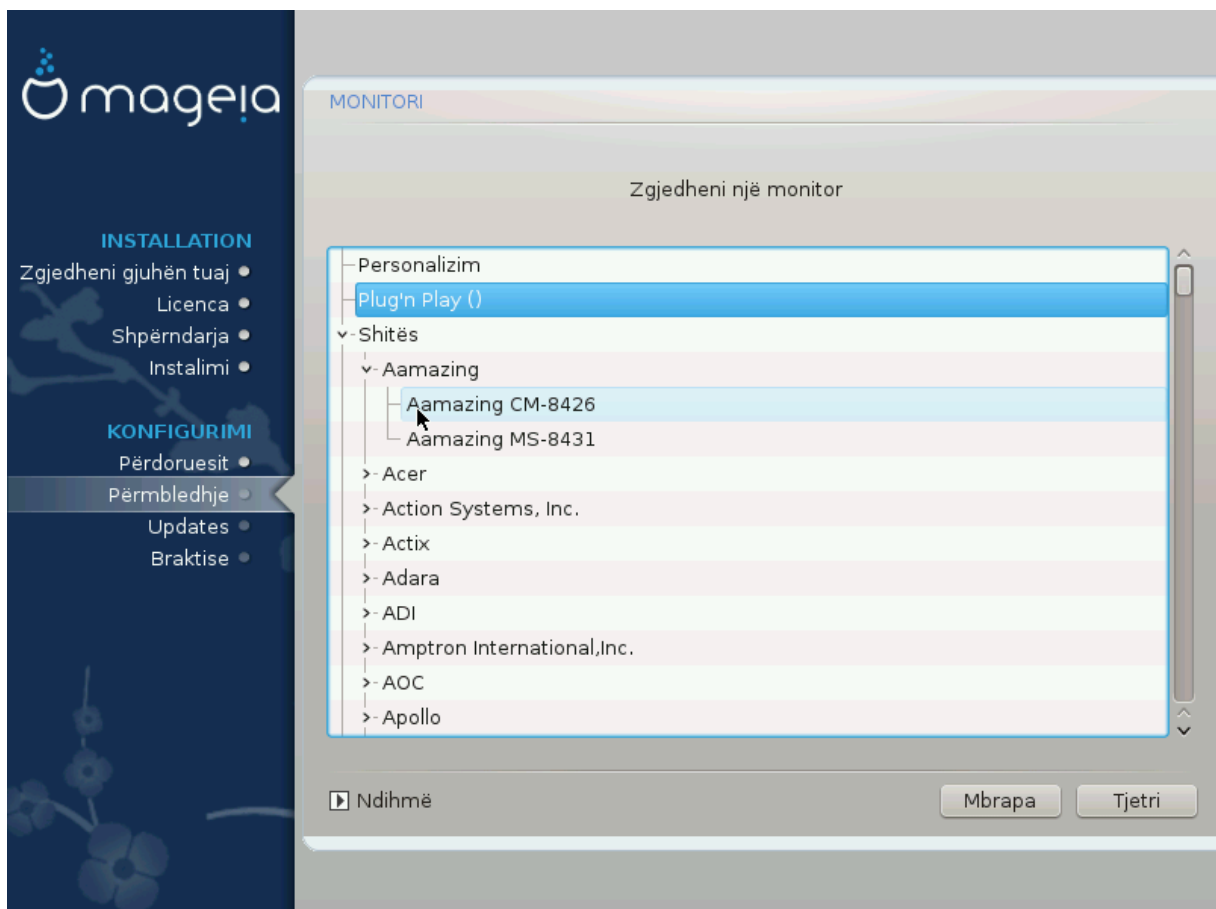 mageia
INSTALLATION
Zgjedheni gjuhën tuaj
Licenca
Shpërndarja
Instalimi
KONFIGURIMI
Përdoruesit
Përmbledhje
Updates
Braktise
MONITORI
Zgjedheni një monitor
Personalizim
Plug'n Play ()
Shitës
Aamazing
Aamazing CM-8426
Aamazing MS-8431
Acer
Action Systems, Inc.
Actix
Adara
ADI
Amptron International,Inc.
AOC
Apollo
Ndihmë
Mbrapa
Tjetri